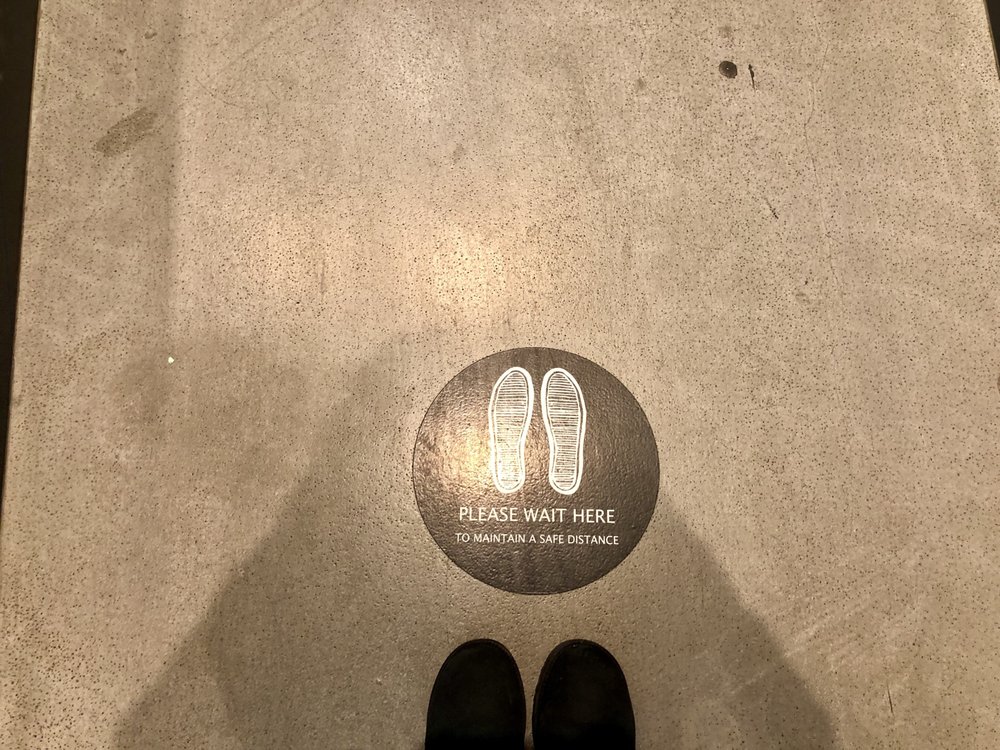 PLEASE WAIT HERE
TO MAINTAIN A SAFE DISTANCE